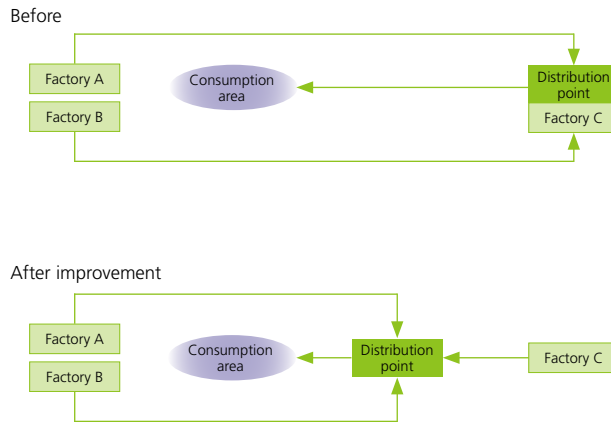 Before
Factory A
Consumption
area
Distribution
point
Factory B
Factory C
After improvement
Factory A
Consumption
area
Distribution
point
Factory C
Factory B